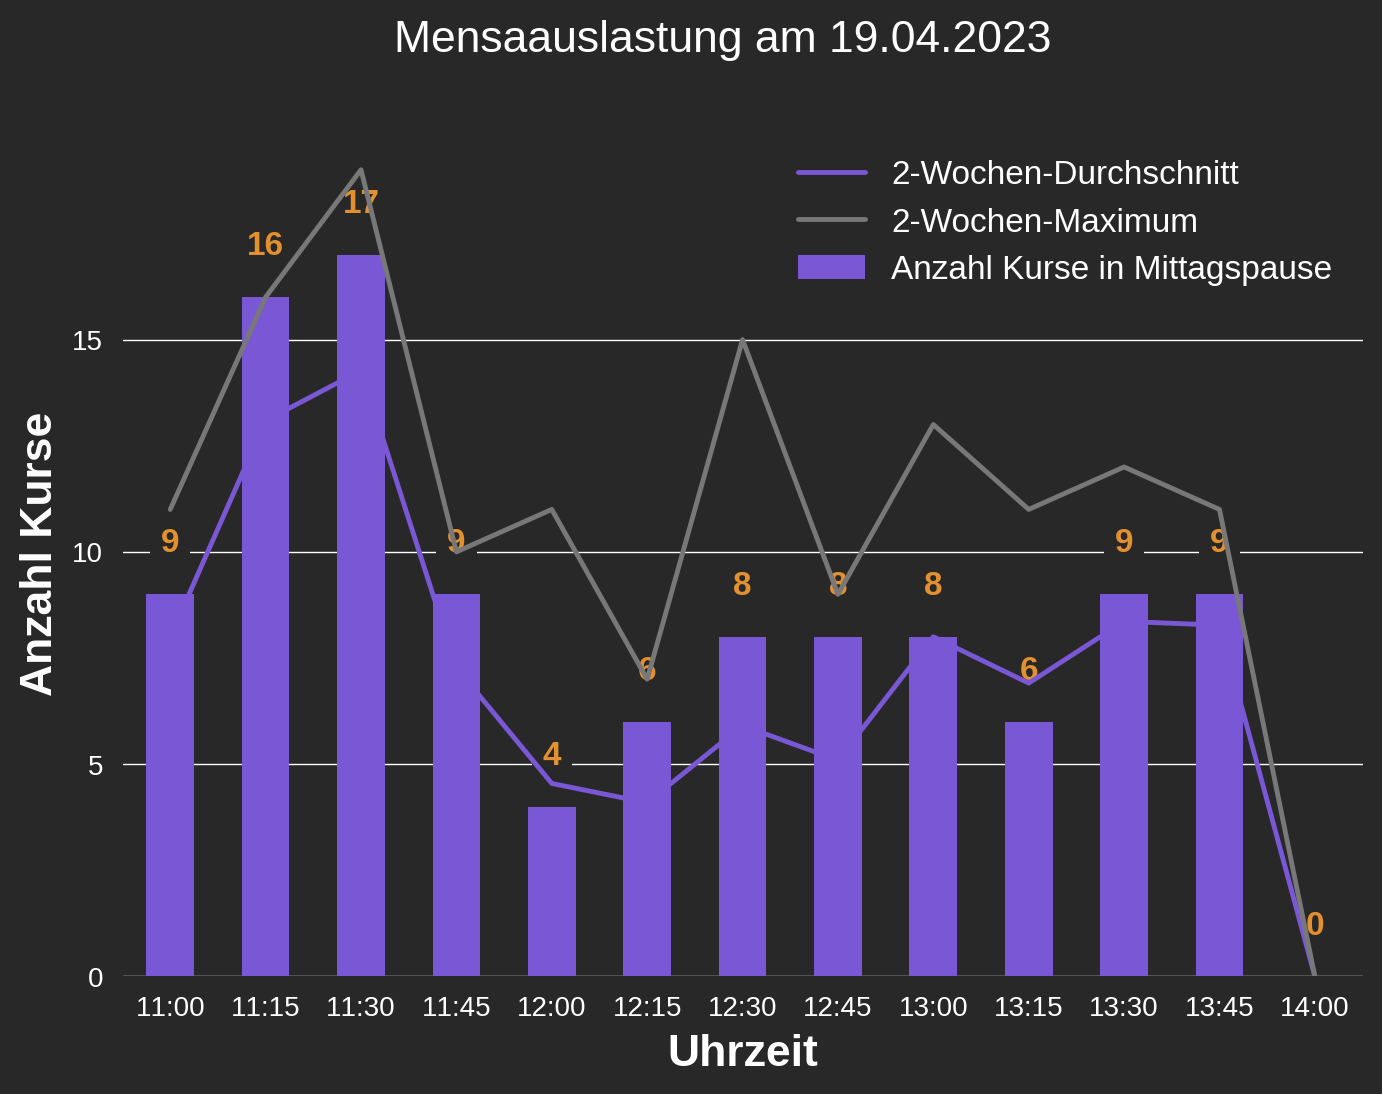 Mensaauslastung am 19.04.2023
2-Wochen-Durchschnitt
2-Wochen-Maximum
Anzahl Kurse in Mittagspause
17
16
15
9
9
9
9
10
8
8
8
6
6
4
5
0
0
Anzahl Kurse
11:00 11:15 11:30 11:45 12:00 12:15 12:30 12:45 13:00 13:15 13:30 13:45 14:00
Uhrzeit